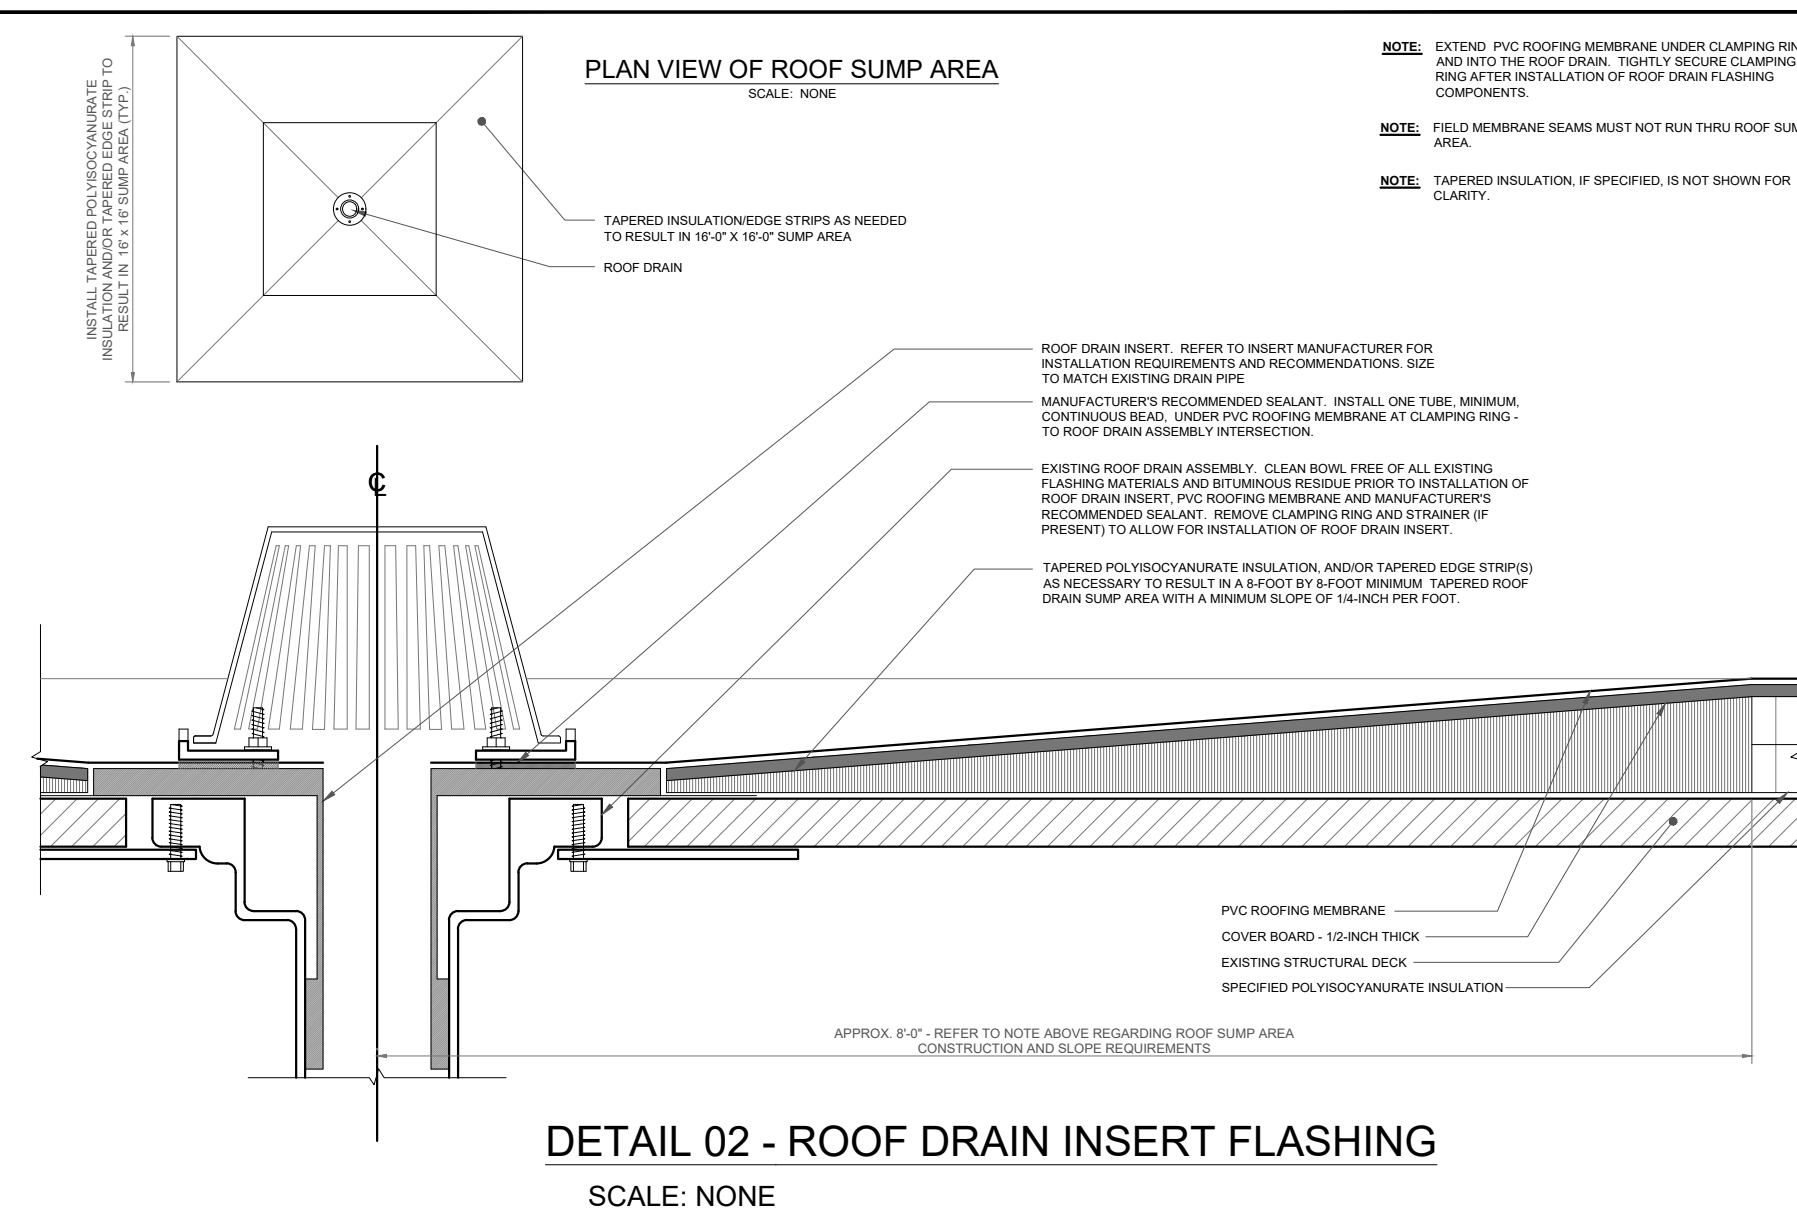 PLAN VIEW OF ROOF SUMP AREA
SCALE: NONE
INSTALL TAPERED POLYISOCYANURATE
INSULATION AND/OR TAPERED EDGE STRIP TO
RESULT IN 16' x 16' SUMP AREA (TYP.)
TAPERED INSULATION/EDGE STRIPS AS NEEDED
TO RESULT IN 16'-0" X 16'-0" SUMP AREA
ROOF DRAIN
NOTE: EXTEND PVC ROOFING MEMBRANE UNDER CLAMPING
AND INTO THE ROOF DRAIN. TIGHTLY SECURE CLAMPING
RING AFTER INSTALLATION OF ROOF DRAIN FLASHING
COMPONENTS.
NOTE: FIELD MEMBRANE SEAMS MUST NOT RUN THRU ROOF
AREA.
NOTE: TAPERED INSULATION, IF SPECIFIED, IS NOT SHOWN FOR
CLARITY.
ROOF DRAIN INSERT. REFER TO INSERT MANUFACTURER FOR
INSTALLATION REQUIREMENTS AND RECOMMENDATIONS. SIZE
TO MATCH EXISTING DRAIN PIPE
MANUFACTURER'S RECOMMENDED SEALANT. INSTALL ONE TUBE, MINIMUM,
CONTINUOUS BEAD, UNDER PVC ROOFING MEMBRANE AT CLAMPING RING -
TO ROOF DRAIN ASSEMBLY INTERSECTION.
EXISTING ROOF DRAIN ASSEMBLY. CLEAN BOWL FREE OF ALL EXISTING
FLASHING MATERIALS AND BITUMINOUS RESIDUE PRIOR TO INSTALLATION OF
ROOF DRAIN INSERT, PVC ROOFING MEMBRANE AND MANUFACTURER'S
RECOMMENDED SEALANT. REMOVE CLAMPING RING AND STRAINER (IF
PRESENT) TO ALLOW FOR INSTALLATION OF ROOF DRAIN INSERT.
TAPERED POLYISOCYANURATE INSULATION, AND/OR TAPERED EDGE STRIP(S)
AS NECESSARY TO RESULT IN A 8-FOOT BY 8-FOOT MINIMUM TAPERED ROOF
DRAIN SUMP AREA WITH A MINIMUM SLOPE OF 1/4-INCH PER FOOT.
℄
PVC ROOFING MEMBRANE
COVER BOARD - 1/2-INCH THICK
EXISTING STRUCTURAL DECK
SPECIFIED POLYISOCYANURATE INSULATION
APPROX. 8'-0" - REFER TO NOTE ABOVE REGARDING ROOF SUMP AREA
CONSTRUCTION AND SLOPE REQUIREMENTS
DETAIL 02 - ROOF DRAIN INSERT FLASHING
SCALE: NONE